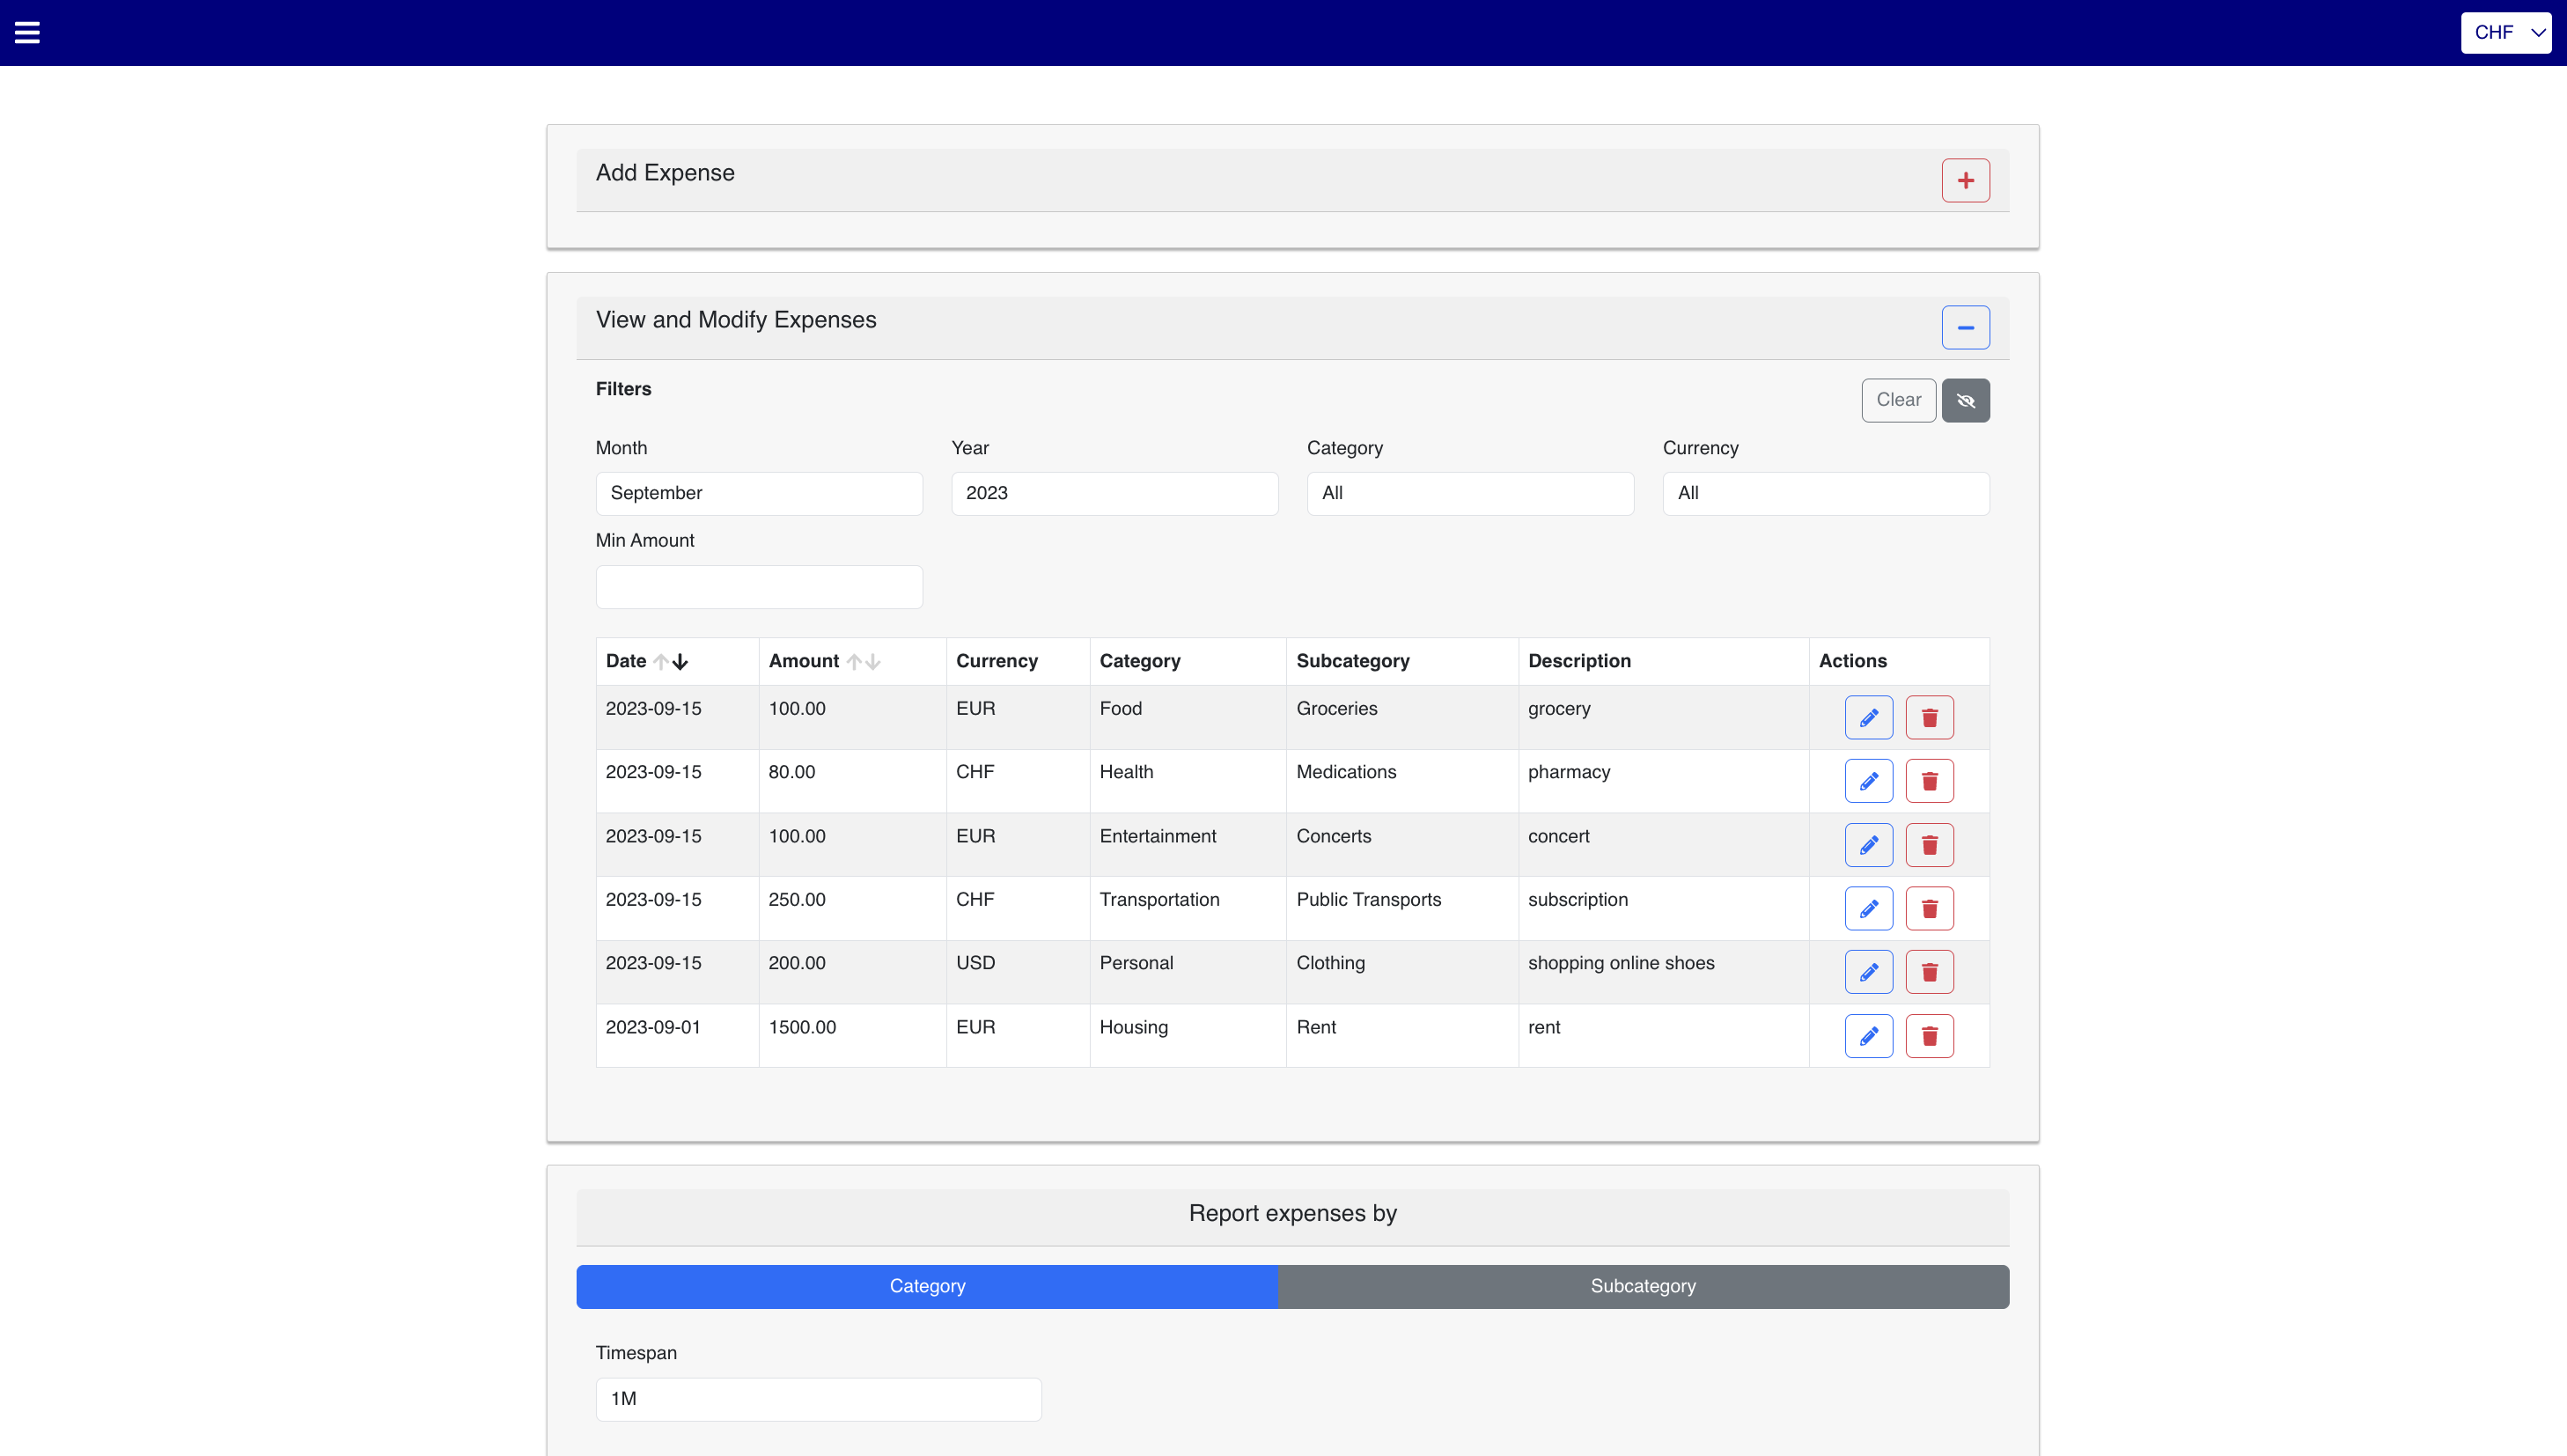 CHF
Add Expense
View and Modify Expenses
Filters
Clear
Month Year Category Currency
September 2023 All All
Min Amount
Date Amount Currency Category Subcategory Description Actions
2023-09-15 100.00 EUR Food Groceries grocery
2023-09-15 80.00 CHF Health Medications pharmacy
2023-09-15 100.00 EUR Entertainment Concerts concert
2023-09-15 250.00 CHF Transportation Public Transports subscription
2023-09-15 200.00 USD Personal Clothing shopping online shoes
2023-09-01 1500.00 EUR Housing Rent rent
Report expenses by
Category Subcategory
Timespan
1M